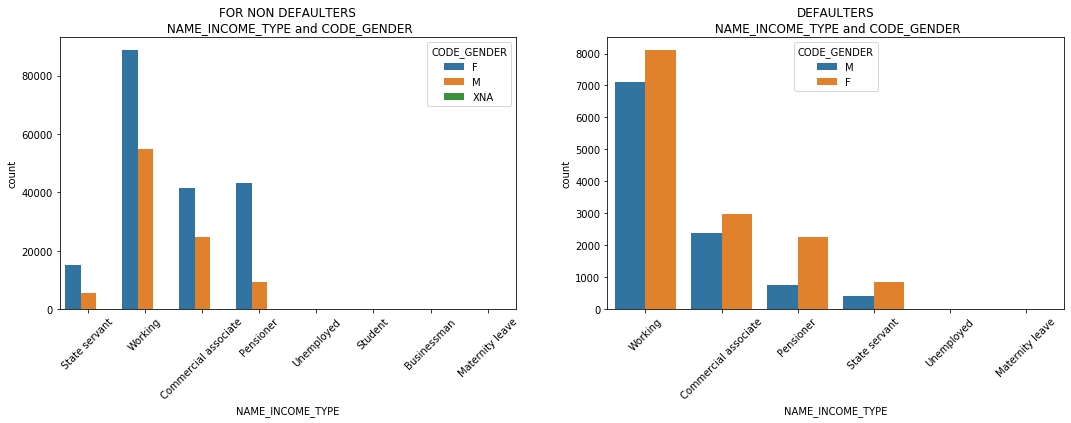 FOR NON DEFAULTERS
NAME_INCOME_TYPE and CODE_GENDER
CODE_GENDER
F
M
XNA
80000
60000
40000
20000
0
count
State servant
Working
Commercial associate
Pensioner
Unemployed
Student
Businessman
Maternity leave
NAME_INCOME_TYPE
DEFAULTERS
NAME_INCOME_TYPE and CODE_GENDER
CODE_GENDER
M
F
8000
7000
6000
5000
4000
3000
2000
1000
0
count
Working
Commercial associate
Pensioner
State servant
Unemployed
Maternity leave
NAME_INCOME_TYPE